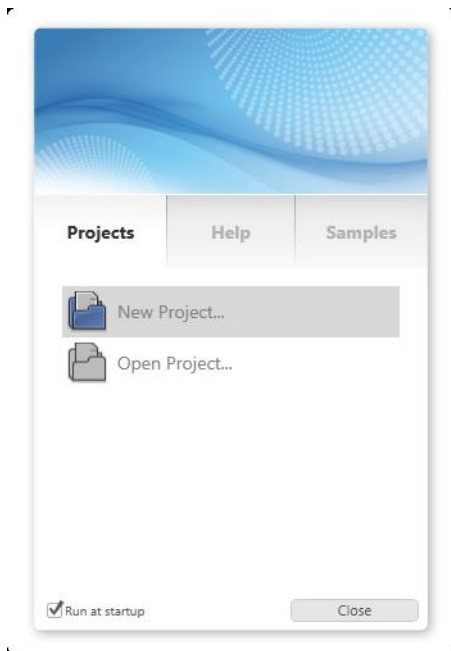 Projects Help Samples
New Project...
Open Project...
Run at startup Close